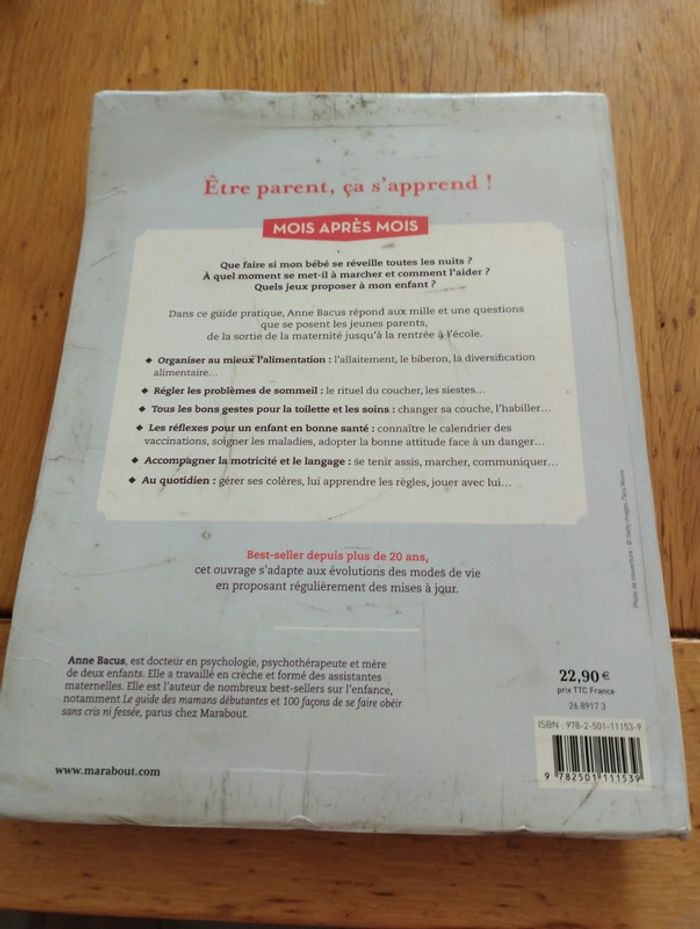 Être parent, ça s'apprend !
MOIS APRÈS MOIS
Que faire si mon bébé se réveille toutes les nuits ?
À quel moment se met-il à marcher et comment l'aider ?
Quels jeux proposer à mon enfant ?
Dans ce guide pratique, Anne Bacus répond aux mille et une questions
que se posent les jeunes parents,
de la sortie de la maternité jusqu'à la rentrée à l'école.
◆ Organiser au mieux l'alimentation : l'allaitement, le biberon, la diversification
alimentaire...
◆ Régler les problèmes de sommeil : le rituel du coucher, les siestes...
◆ Tous les bons gestes pour la toilette et les soins : changer sa couche, l'habiller...
◆ Les réflexes pour un enfant en bonne santé : connaître le calendrier des
vaccinations, soigner les maladies, adopter la bonne attitude face à un danger...
◆ Accompagner la motricité et le langage : se tenir assis, marcher, communiquer...
◆ Au quotidien : gérer ses colères, lui apprendre les règles, jouer avec lui...
Best-seller depuis plus de 20 ans,
cet ouvrage s'adapte aux évolutions des modes de vie
en proposant régulièrement des mises à jour.
Anne Bacus, est docteur en psychologie, psychothérapeute et mère
de deux enfants. Elle a travaillé en crèche et formé des assistantes
maternelles. Elle est l'auteur de nombreux best-sellers sur l'enfance,
notamment Le guide des mamans débutantes et 100 façons de se faire obéir
sans cris ni fessée, parus chez Marabout.
www.marabout.com
Photo de couverture : © Getty images /Tara Moore
22,90 €
prix TTC France
26 8917 3
ISBN : 978-2-501-11153-9
9 782501 111539